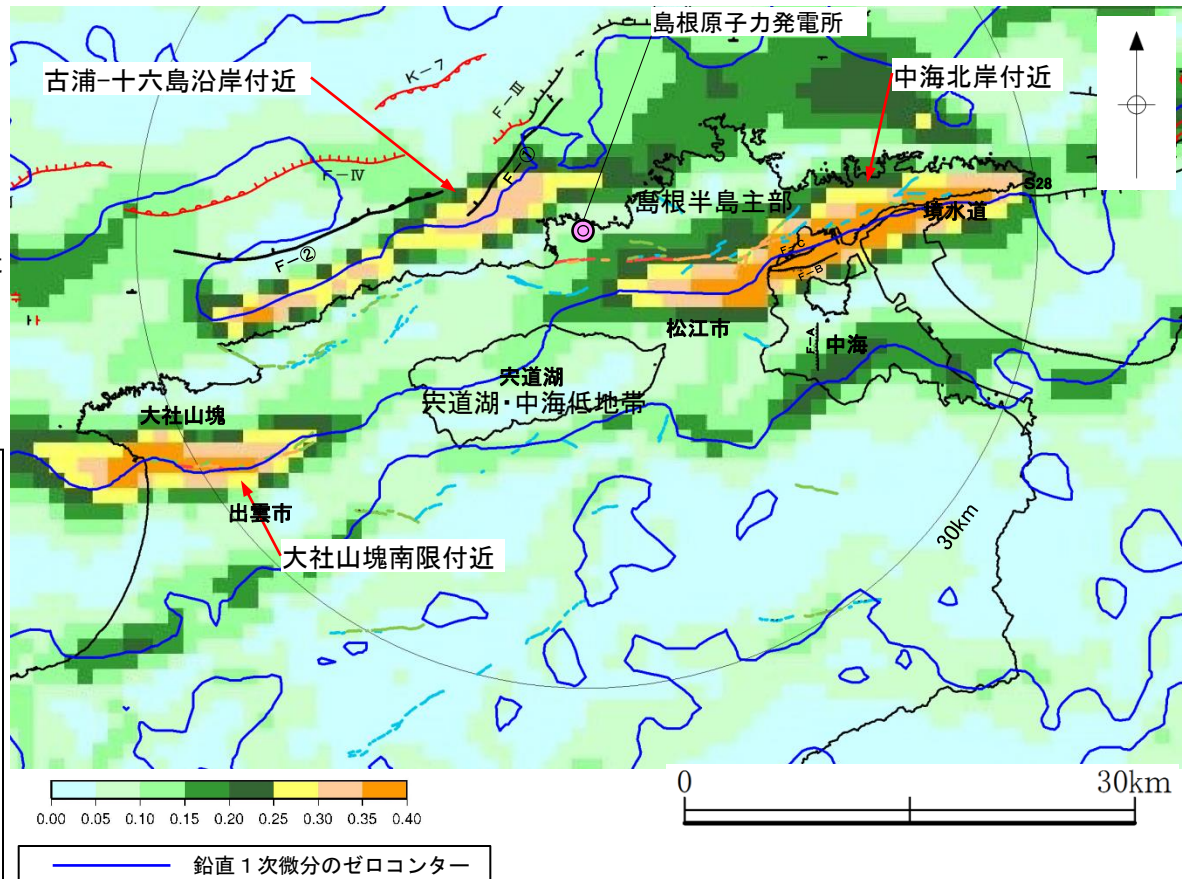 島根原子力発電所
古浦−十六島沿岸付近
K−7
F−Ⅲ
中海北岸付近
F−①
F−Ⅳ
島根半島主部
S28
境水道
F−②
F−C
F−B
松江市
F−A
中海
宍道湖
宍道湖・中海低地帯
大社山塊
出雲市
大社山塊南限付近
30km
0.00 0.05 0.10 0.15 0.20 0.25 0.30 0.35 0.40
0 30km
鉛直1次微分のゼロコンター